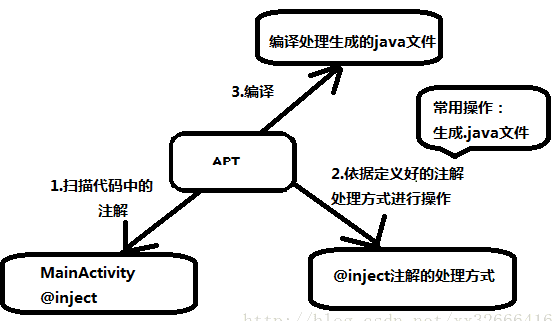 编译处理生成的java文件
3.编译
常用操作：
生成.java文件
APT
1.扫描代码中的
注解
2.依据定义好的注解
处理方式进行操作
MainActivity
@inject
@inject注解的处理方式